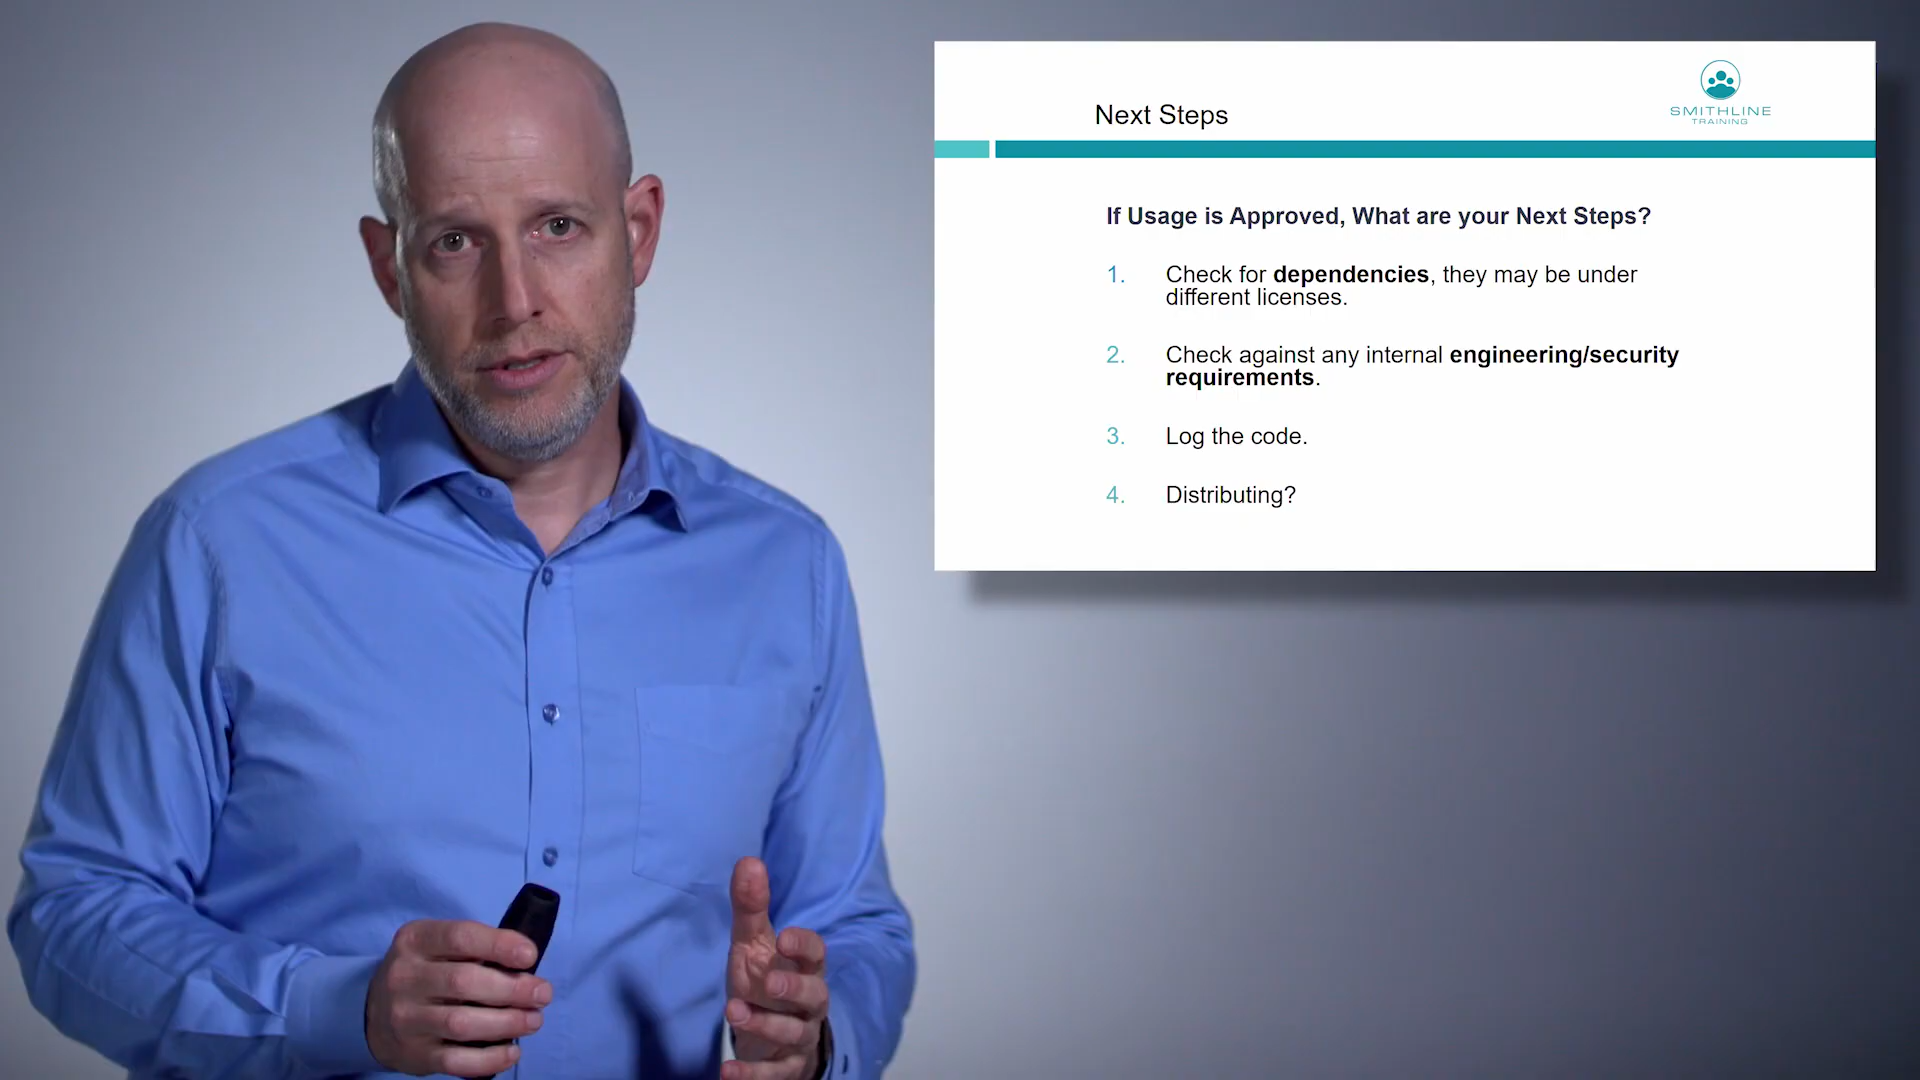 Next Steps
SMITHLINE
TRAINING
If Usage is Approved, What are your Next Steps?
1. Check for dependencies, they may be under
different licenses.
2. Check against any internal engineering/security
requirements.
3. Log the code.
4. Distributing?